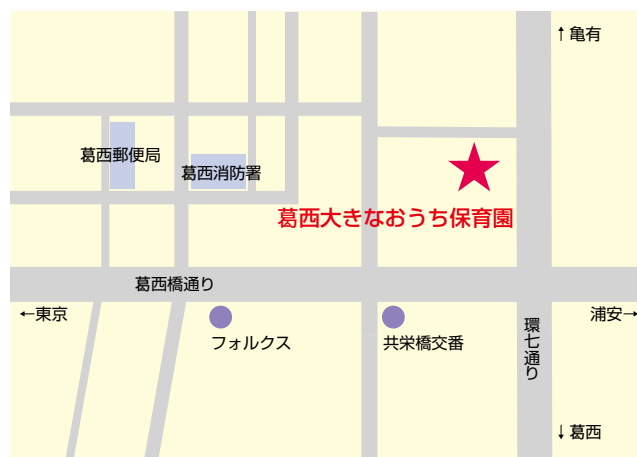 ↑亀有
葛西郵便局
葛西消防署
葛西大きなおうち保育園
葛西橋通り
←東京
浦安→
フォルクス
共栄橋交番
環七通り
↓葛西